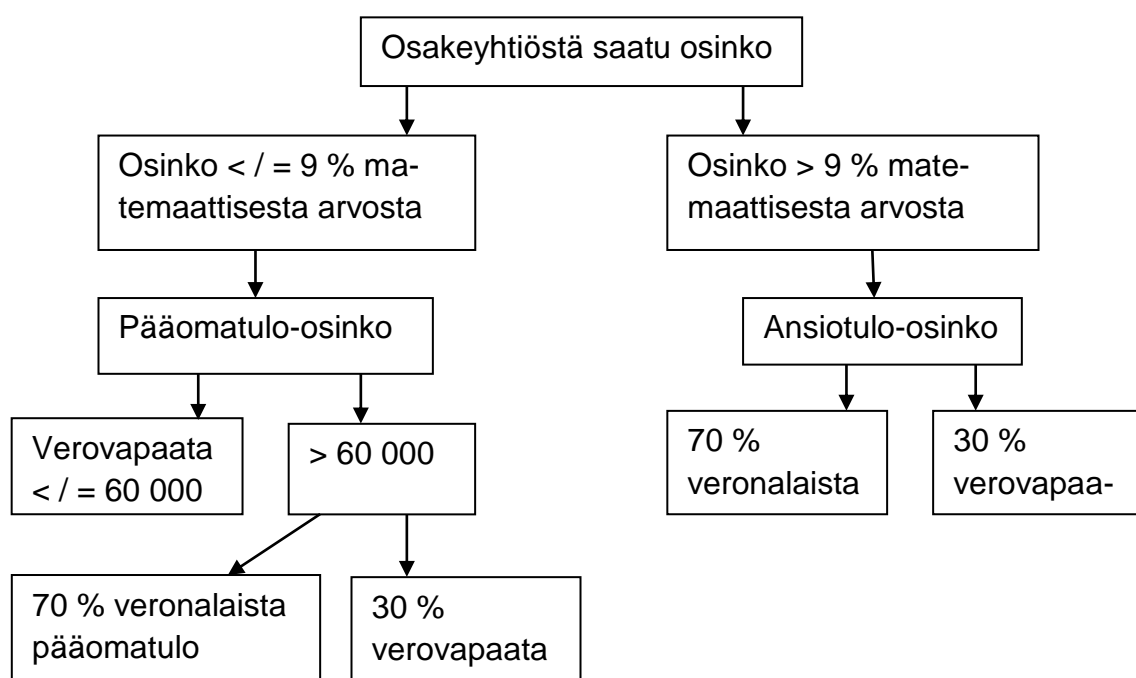 Osakeyhtiöstä saatu osinko
Osinko < / = 9 % ma-
temaattisesta arvosta
Osinko > 9 % mate-
maattisesta arvosta
Pääomatulo-osinko
Ansiotulo-osinko
Verovapaata
< / = 60 000
> 60 000
70 %
veronalaista
30 %
verovapaa-
70 % veronalaista
pääomatulo
30 %
verovapaata